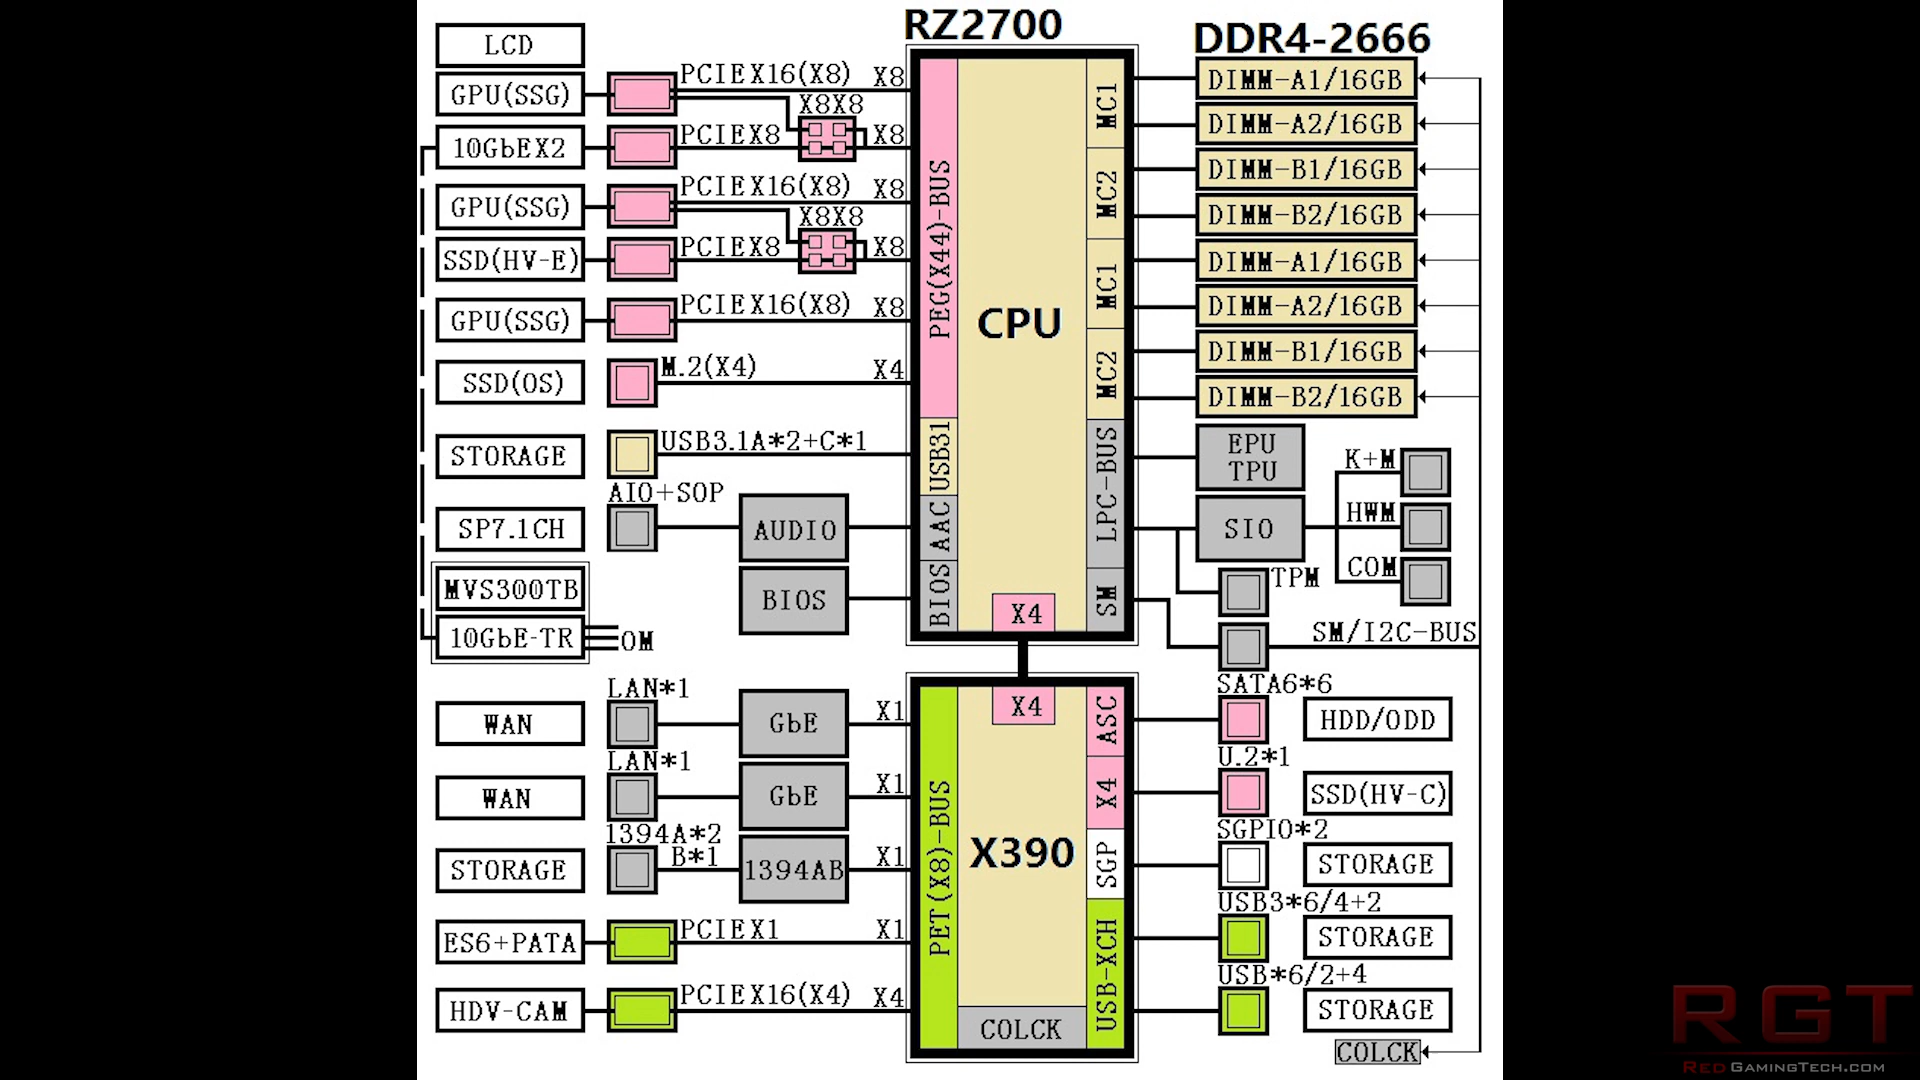 RZ2700
DDR4-2666
LCD
GPU(SSG)
PCIEX16(X8)
X8
X8X8
10GbEX2
PCIEX8
X8
GPU(SSG)
PCIEX16(X8)
X8
X8X8
SSD(HV-E)
PCIEX8
X8
GPU(SSG)
PCIEX16(X8)
X8
SSD(OS)
M.2(X4)
X4
STORAGE
USB3.1A*2+C*1
AIO+SOP
SP7.1CH
AUDIO
MVS300TB
BIOS
10GbE-TR
OM
PEG(X44)-BUS
USB31
AAC
BIOS
CPU
X4
MC1
MC2
MC1
MC2
LPC-BUS
SM
DIMM-A1/16GB
DIMM-A2/16GB
DIMM-B1/16GB
DIMM-B2/16GB
DIMM-A1/16GB
DIMM-A2/16GB
DIMM-B1/16GB
DIMM-B2/16GB
EPU
TPU
SIO
K+M
HWM
COM
TPM
SM/I2C-BUS
LAN*1
WAN
GbE
X1
LAN*1
WAN
GbE
X1
1394A*2
B*1
STORAGE
1394AB
X1
ES6+PATA
PCIEX1
X1
HDV-CAM
PCIEX16(X4)
X4
PET(X8)-BUS
X4
X390
COLCK
ASC
X4
SGP
USB-XCH
SATA6*6
HDD/ODD
U.2*1
SSD(HV-C)
SGPIO*2
STORAGE
USB3*6/4+2
STORAGE
USB*6/2+4
STORAGE
COLCK
RGT
RedGamingTech.com